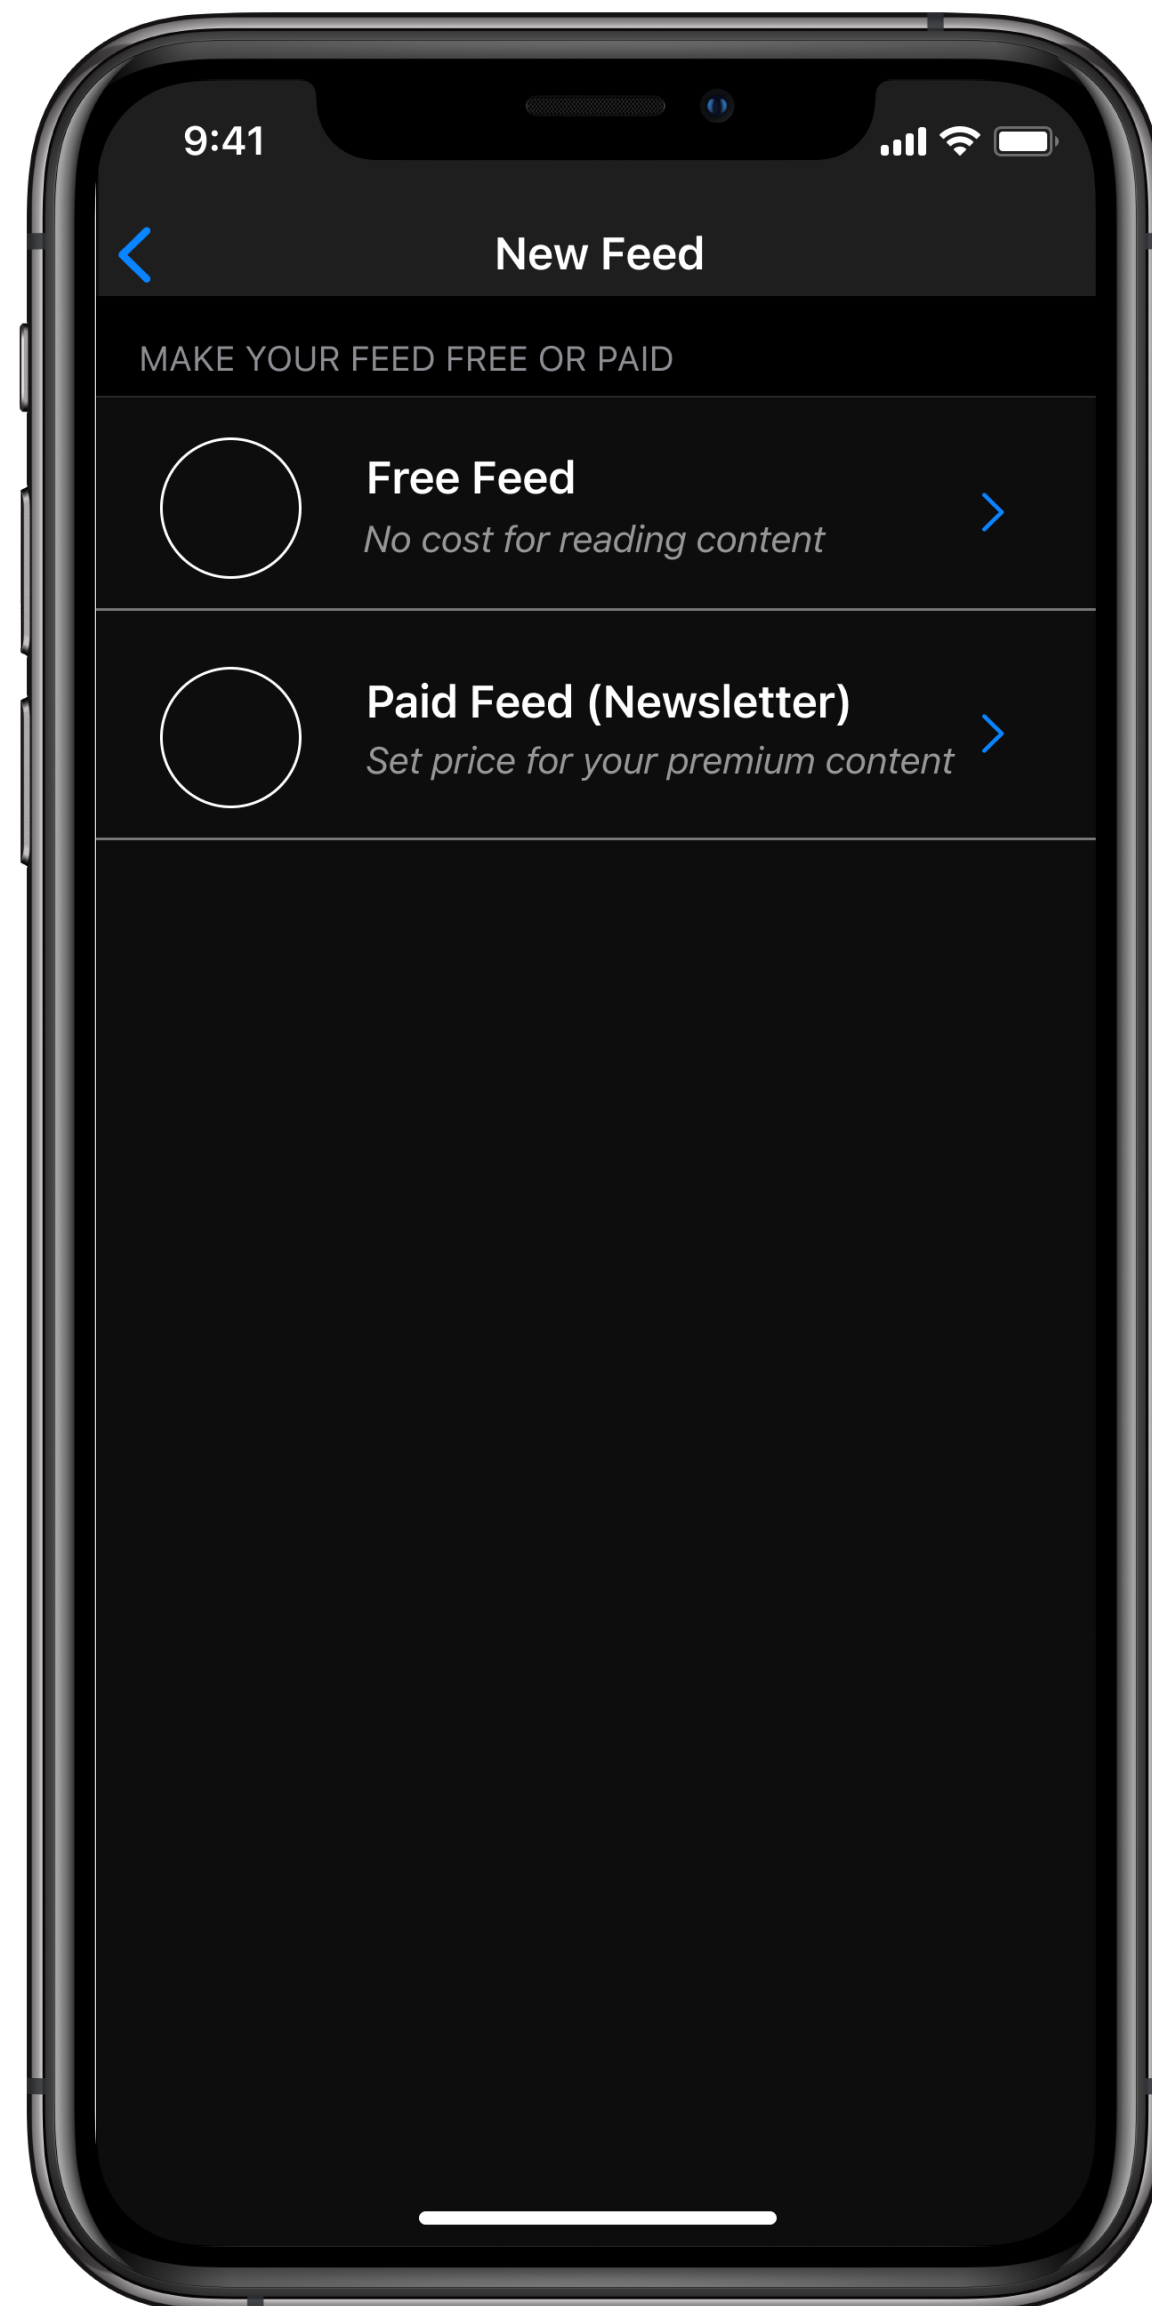 9:41
New Feed
MAKE YOUR FEED FREE OR PAID
Free Feed
No cost for reading content
Paid Feed (Newsletter)
Set price for your premium content